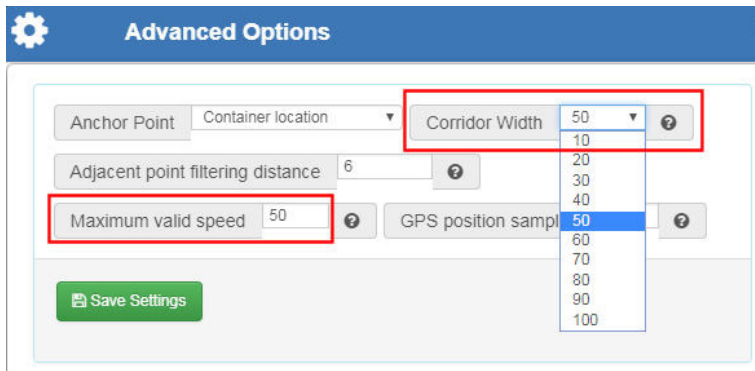 Advanced Options
Anchor Point Container location Corridor Width 50
10
20
30
40
50
60
70
80
90
100
Adjacent point filtering distance 6
Maximum valid speed 50 GPS position sampl
Save Settings